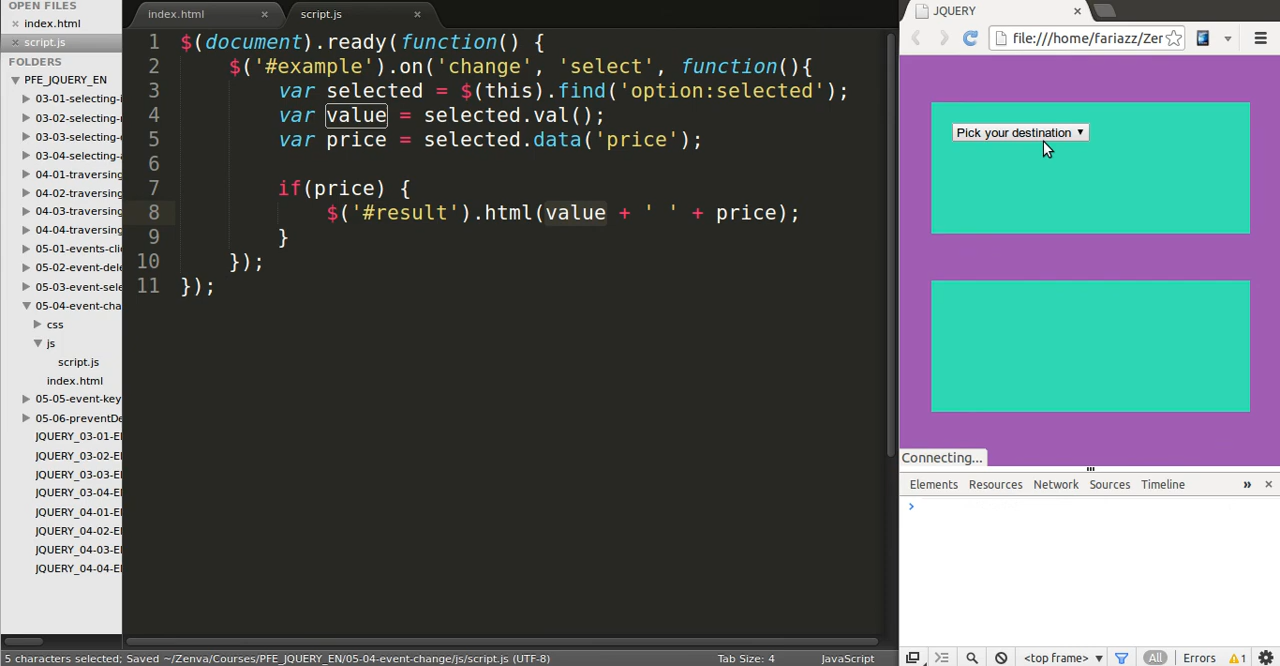 OPEN FILES
× index.html
× script.js
FOLDERS
PFE_JQUERY_EN
03-01-selecting-i
03-02-selecting-r
03-03-selecting-e
03-04-selecting-a
04-01-traversing
04-02-traversing
04-03-traversing
04-04-traversing
05-01-events-cli
05-02-event-del
05-03-event-sele
05-04-event-cha
css
js
script.js
index.html
05-05-event-key
05-06-preventDe
JQUERY_03-01-E
JQUERY_03-02-E
JQUERY_03-03-E
JQUERY_03-04-E
JQUERY_04-01-E
JQUERY_04-02-E
JQUERY_04-03-E
JQUERY_04-04-E
index.html ×
script.js ×
1 $(document).ready(function() {
2 $('#example').on('change', 'select', function(){
3 var selected = $(this).find('option:selected');
4 var value = selected.val();
5 var price = selected.data('price');
6
7 if(price) {
8 $('#result').html(value + ' ' + price);
9 }
10 });
11 });
JQUERY ×
file:///home/fariazz/Zer
Pick your destination
Connecting...
Elements Resources Network Sources Timeline » ×
>
<top frame> All Errors 1
5 characters selected; Saved ~/Zenva/Courses/PFE_JQUERY_EN/05-04-event-change/js/script.js (UTF-8) Tab Size: 4 JavaScript